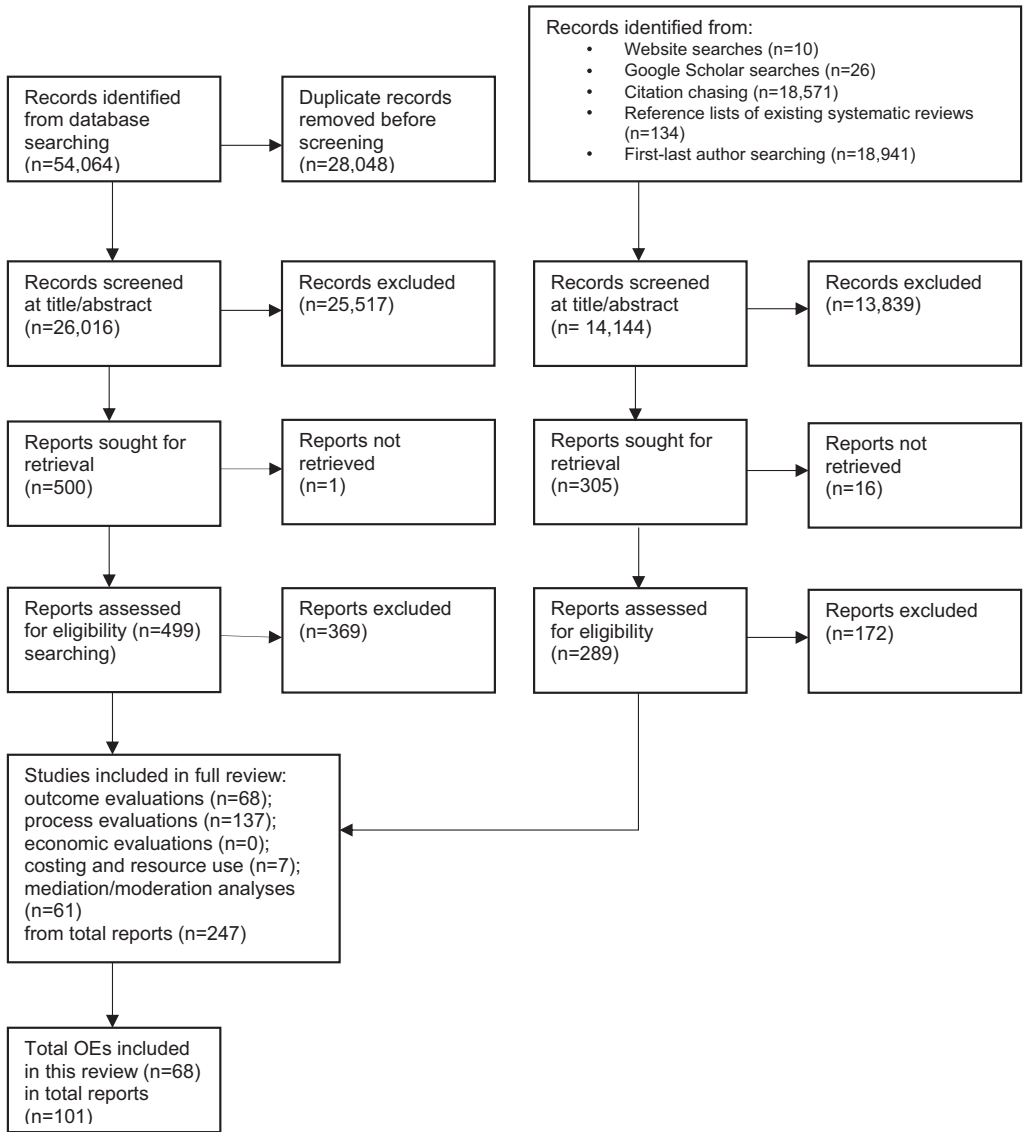 Records identified
from database
searching
(n=54,064)
Duplicate records
removed before
screening
(n=28,048)
Records identified from:
• Website searches (n=10)
• Google Scholar searches (n=26)
• Citation chasing (n=18,571)
• Reference lists of existing systematic reviews
(n=134)
• First-last author searching (n=18,941)
Records screened
at title/abstract
(n=26,016)
Records excluded
(n=25,517)
Records screened
at title/abstract
(n= 14,144)
Records excluded
(n=13,839)
Reports sought for
retrieval
(n=500)
Reports not
retrieved
(n=1)
Reports sought for
retrieval
(n=305)
Reports not
retrieved
(n=16)
Reports assessed
for eligibility (n=499)
searching)
Reports excluded
(n=369)
Reports assessed
for eligibility
(n=289)
Reports excluded
(n=172)
Studies included in full review:
outcome evaluations (n=68);
process evaluations (n=137);
economic evaluations (n=0);
costing and resource use (n=7);
mediation/moderation analyses
(n=61)
from total reports (n=247)
Total OEs included
in this review (n=68)
in total reports
(n=101)